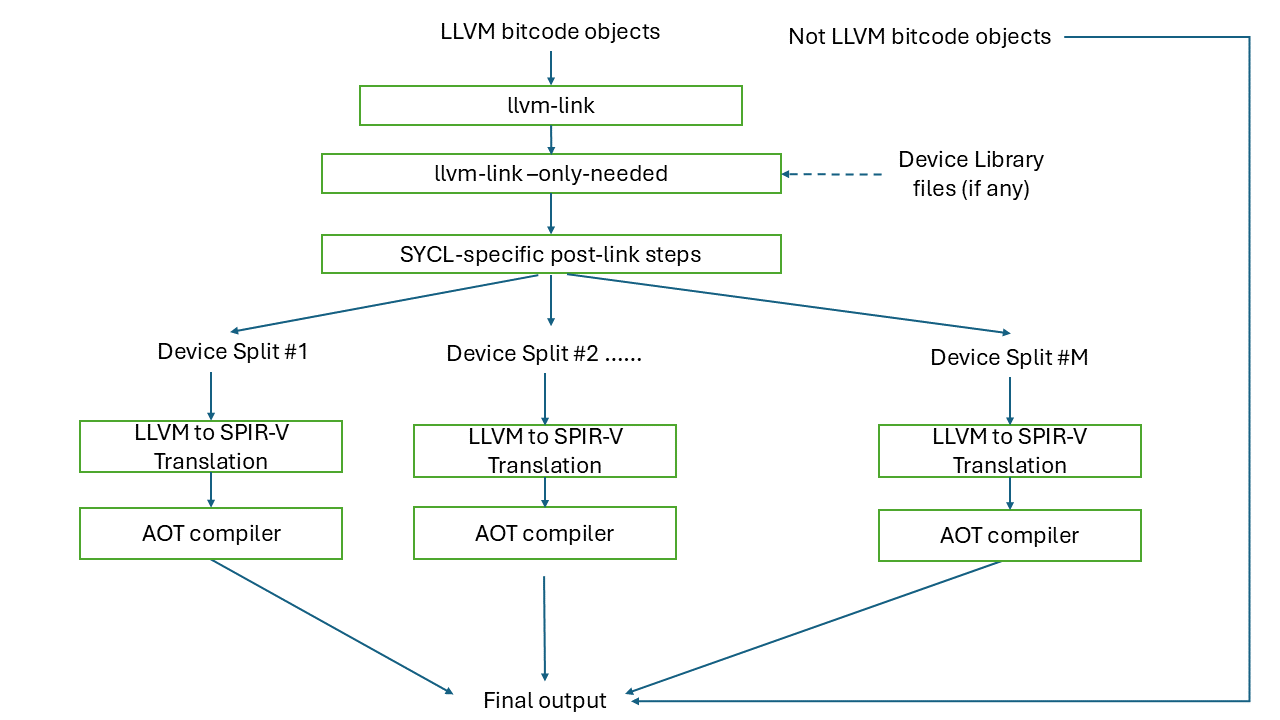 LLVM bitcode objects
Not LLVM bitcode objects
llvm-link
llvm-link –only-needed
Device Library
files (if any)
SYCL-specific post-link steps
Device Split #1
Device Split #2 ......
Device Split #M
LLVM to SPIR-V
Translation
LLVM to SPIR-V
Translation
LLVM to SPIR-V
Translation
AOT compiler
AOT compiler
AOT compiler
Final output